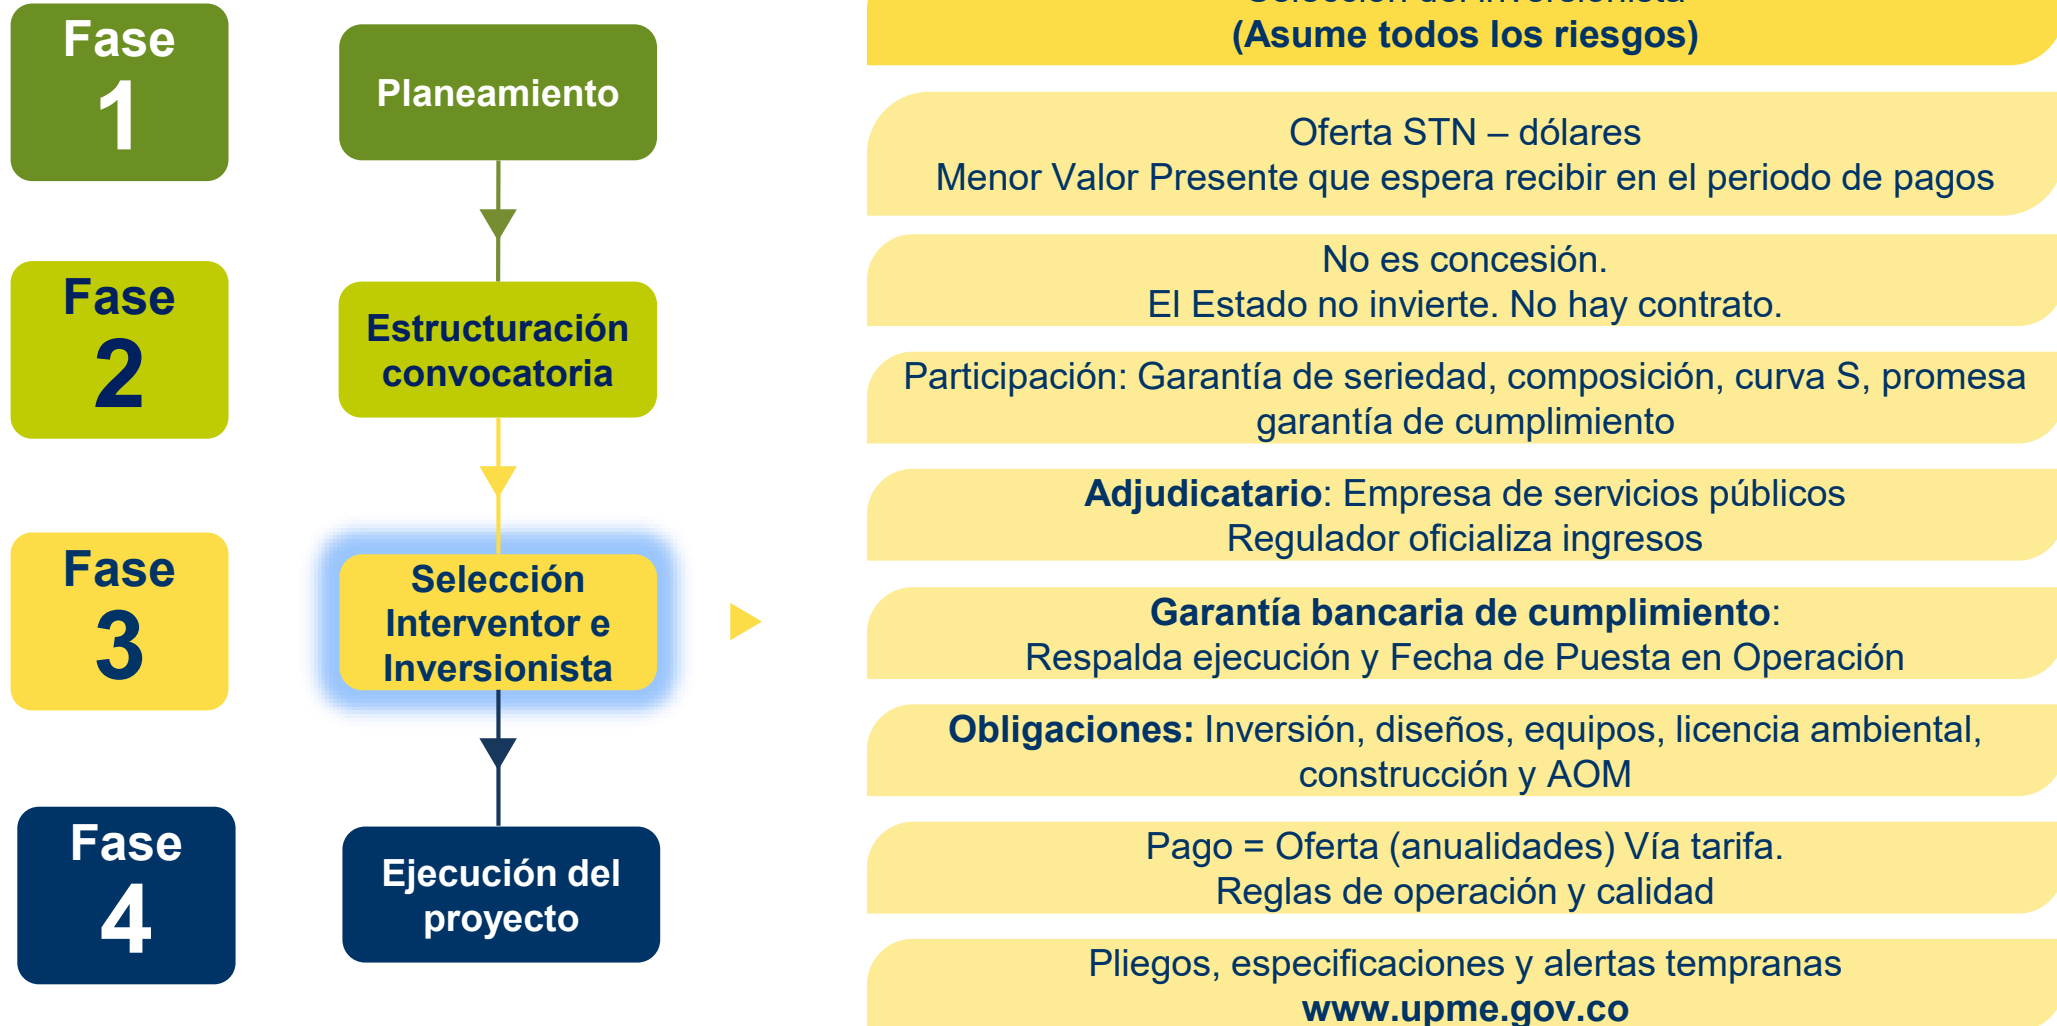 Fase
1
Planeamiento
Fase
2
Estructuración
convocatoria
Fase
3
Selección
Interventor e
Inversionista
Fase
4
Ejecución del
proyecto
Selección del inversionista
(Asume todos los riesgos)
Oferta STN – dólares
Menor Valor Presente que espera recibir en el periodo de pagos
No es concesión.
El Estado no invierte. No hay contrato.
Participación: Garantía de seriedad, composición, curva S, promesa
garantía de cumplimiento
Adjudicatario: Empresa de servicios públicos
Regulador oficializa ingresos
Garantía bancaria de cumplimiento:
Respalda ejecución y Fecha de Puesta en Operación
Obligaciones: Inversión, diseños, equipos, licencia ambiental,
construcción y AOM
Pago = Oferta (anualidades) Vía tarifa.
Reglas de operación y calidad
Pliegos, especificaciones y alertas tempranas
www.upme.gov.co